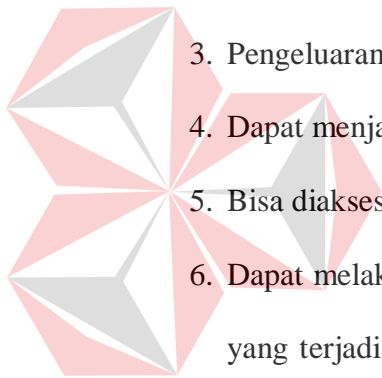 3. Pengeluaran
4. Dapat menja
5. Bisa diakses
6. Dapat melak
yang terjadi